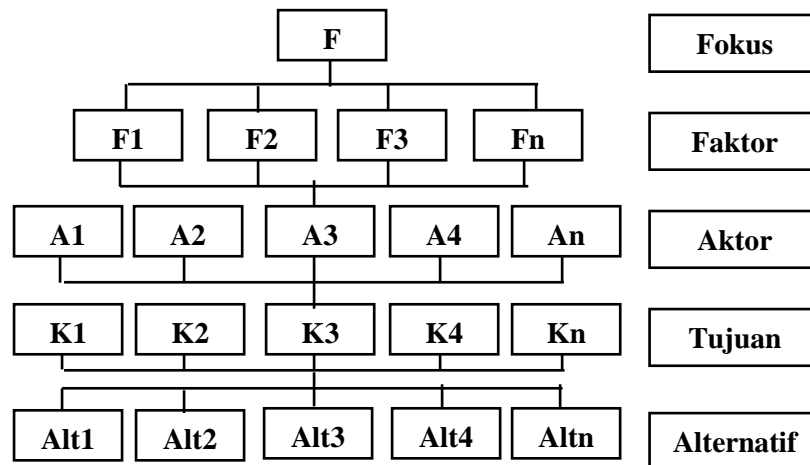 F Fokus
F1 F2 F3 Fn Faktor
A1 A2 A3 A4 An Aktor
K1 K2 K3 K4 Kn Tujuan
Alt1 Alt2 Alt3 Alt4 Altn Alternatif